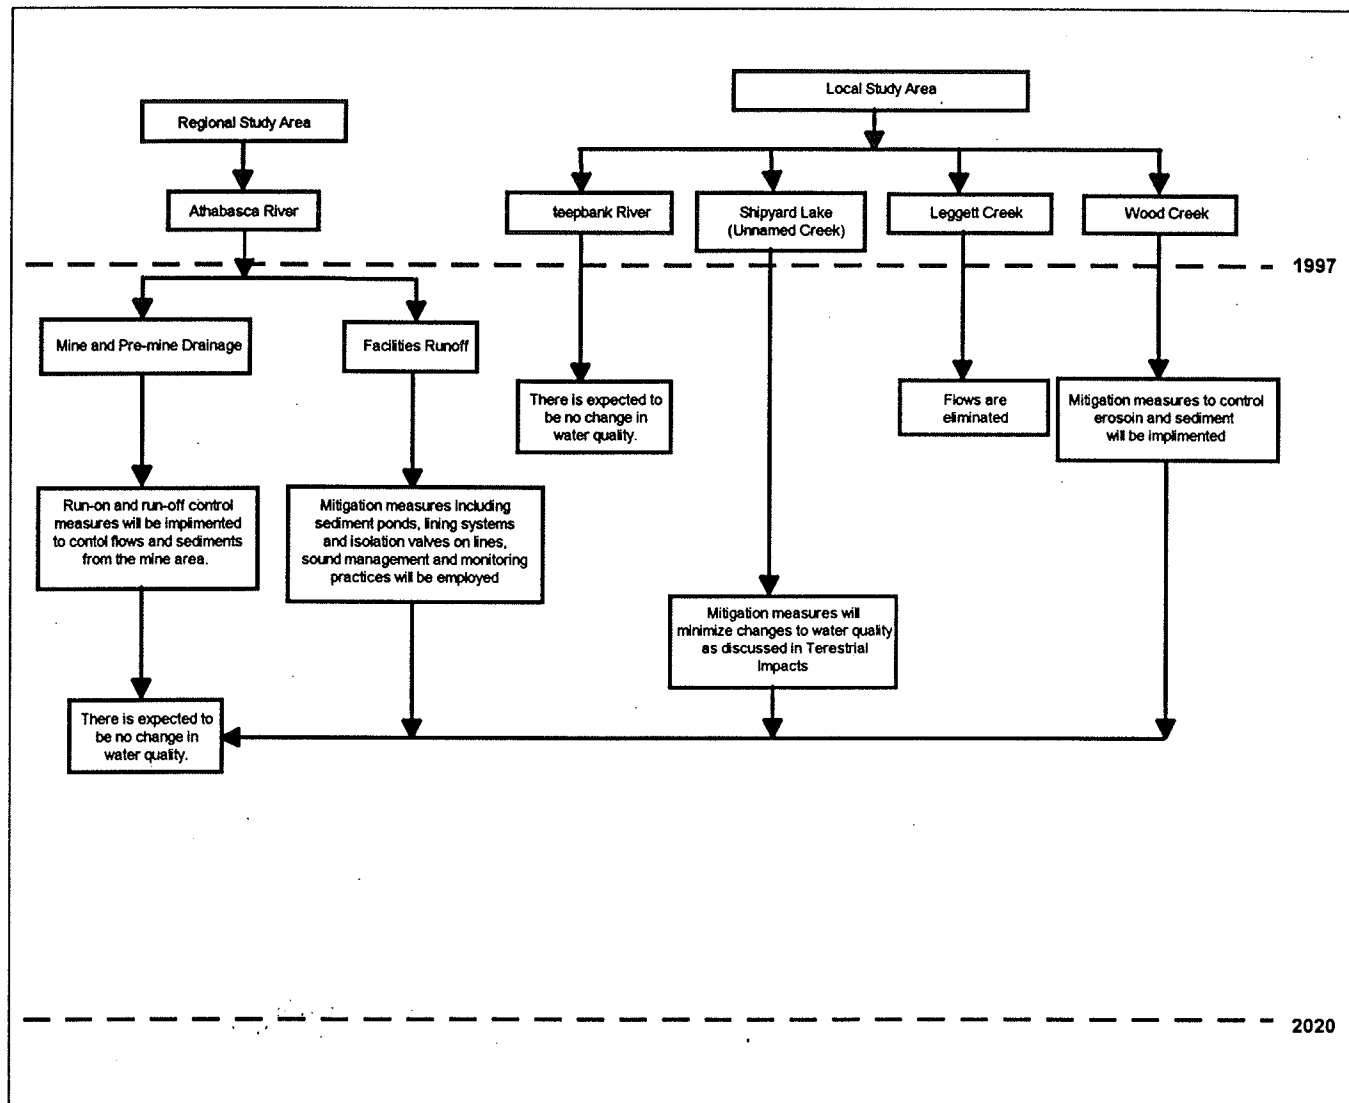 Local Study Area
Regional Study Area
Athabasca River
teepbank River
Shipyard Lake
(Unnamed Creek)
Leggett Creek
Wood Creek
1997
Mine and Pre-mine Drainage
Facilities Runoff
There is expected to
be no change in
water quality.
Flows are
eliminated
Mitigation measures to control
erosoin and sediment
will be implimented
Run-on and run-off control
measures will be implimented
to contol flows and sediments
from the mine area.
Mitigation measures including
sediment ponds, lining systems
and isolation valves on lines,
sound management and monitoring
practices will be employed
Mitigation measures will
minimize changes to water quality
as discussed in Terestrial
Impacts
There is expected to
be no change in
water quality.
2020